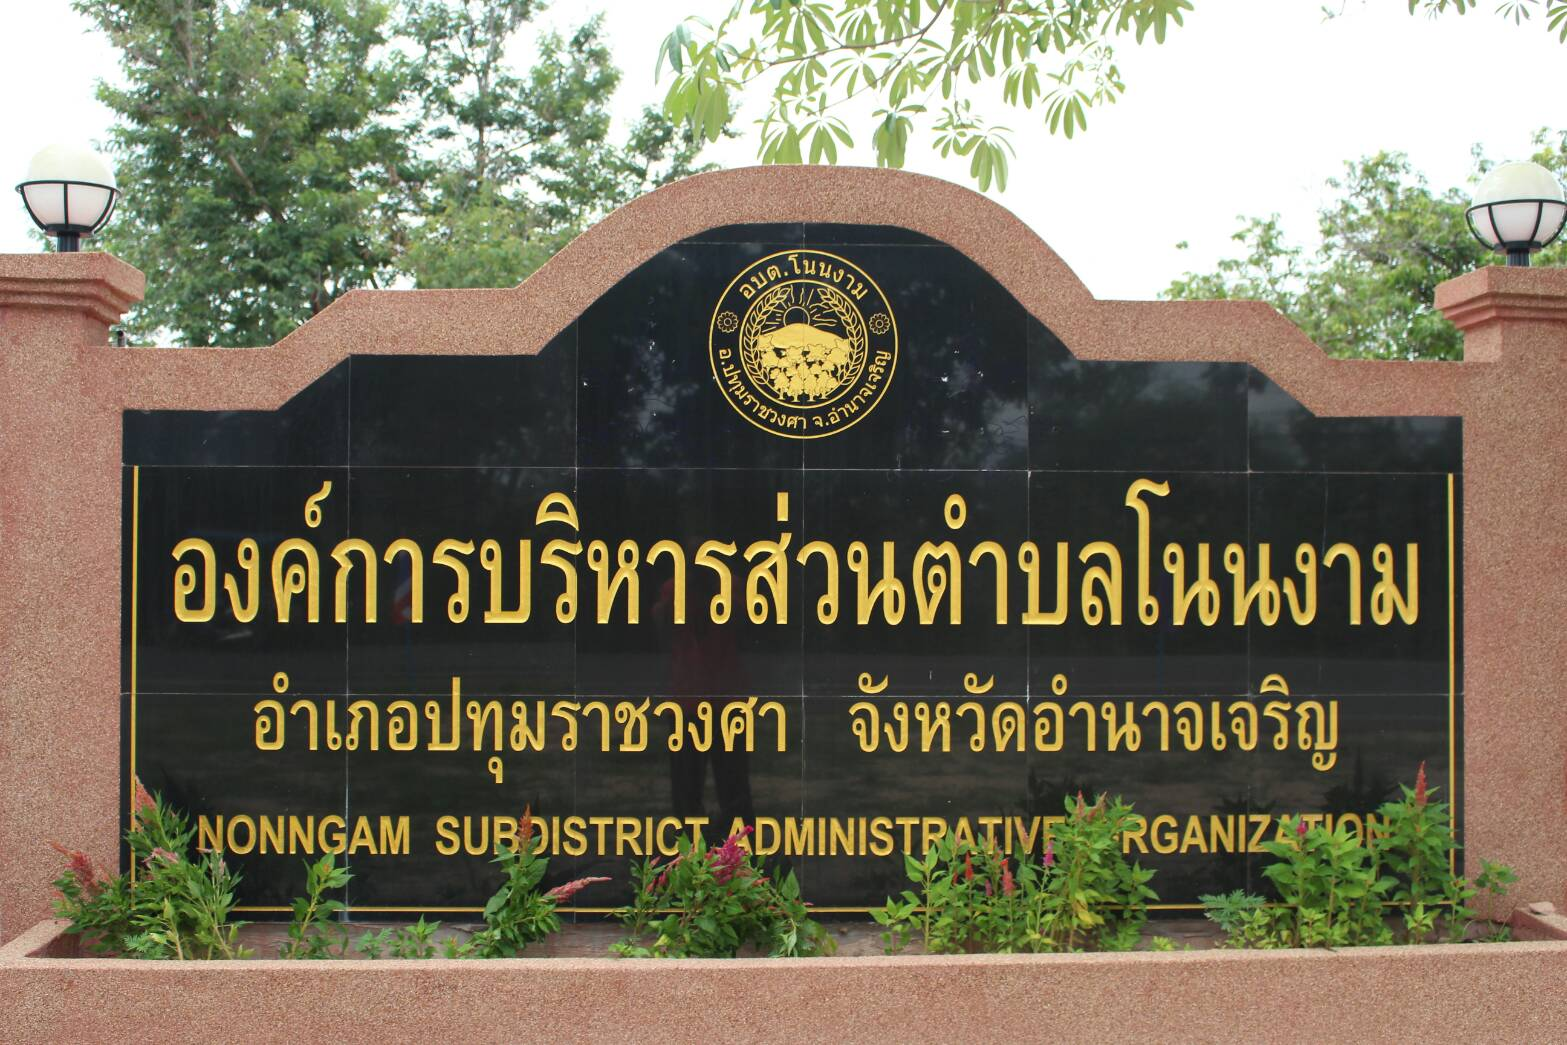 อบต.โนนงาม
อ.ปทุมราชวงศา จ.อำนาจเจริญ
องค์การบริหารส่วนตำบลโนนงาม
อำเภอปทุมราชวงศา จังหวัดอำนาจเจริญ
NONNGAM SUBDISTRICT ADMINISTRATIVE ORGANIZATION